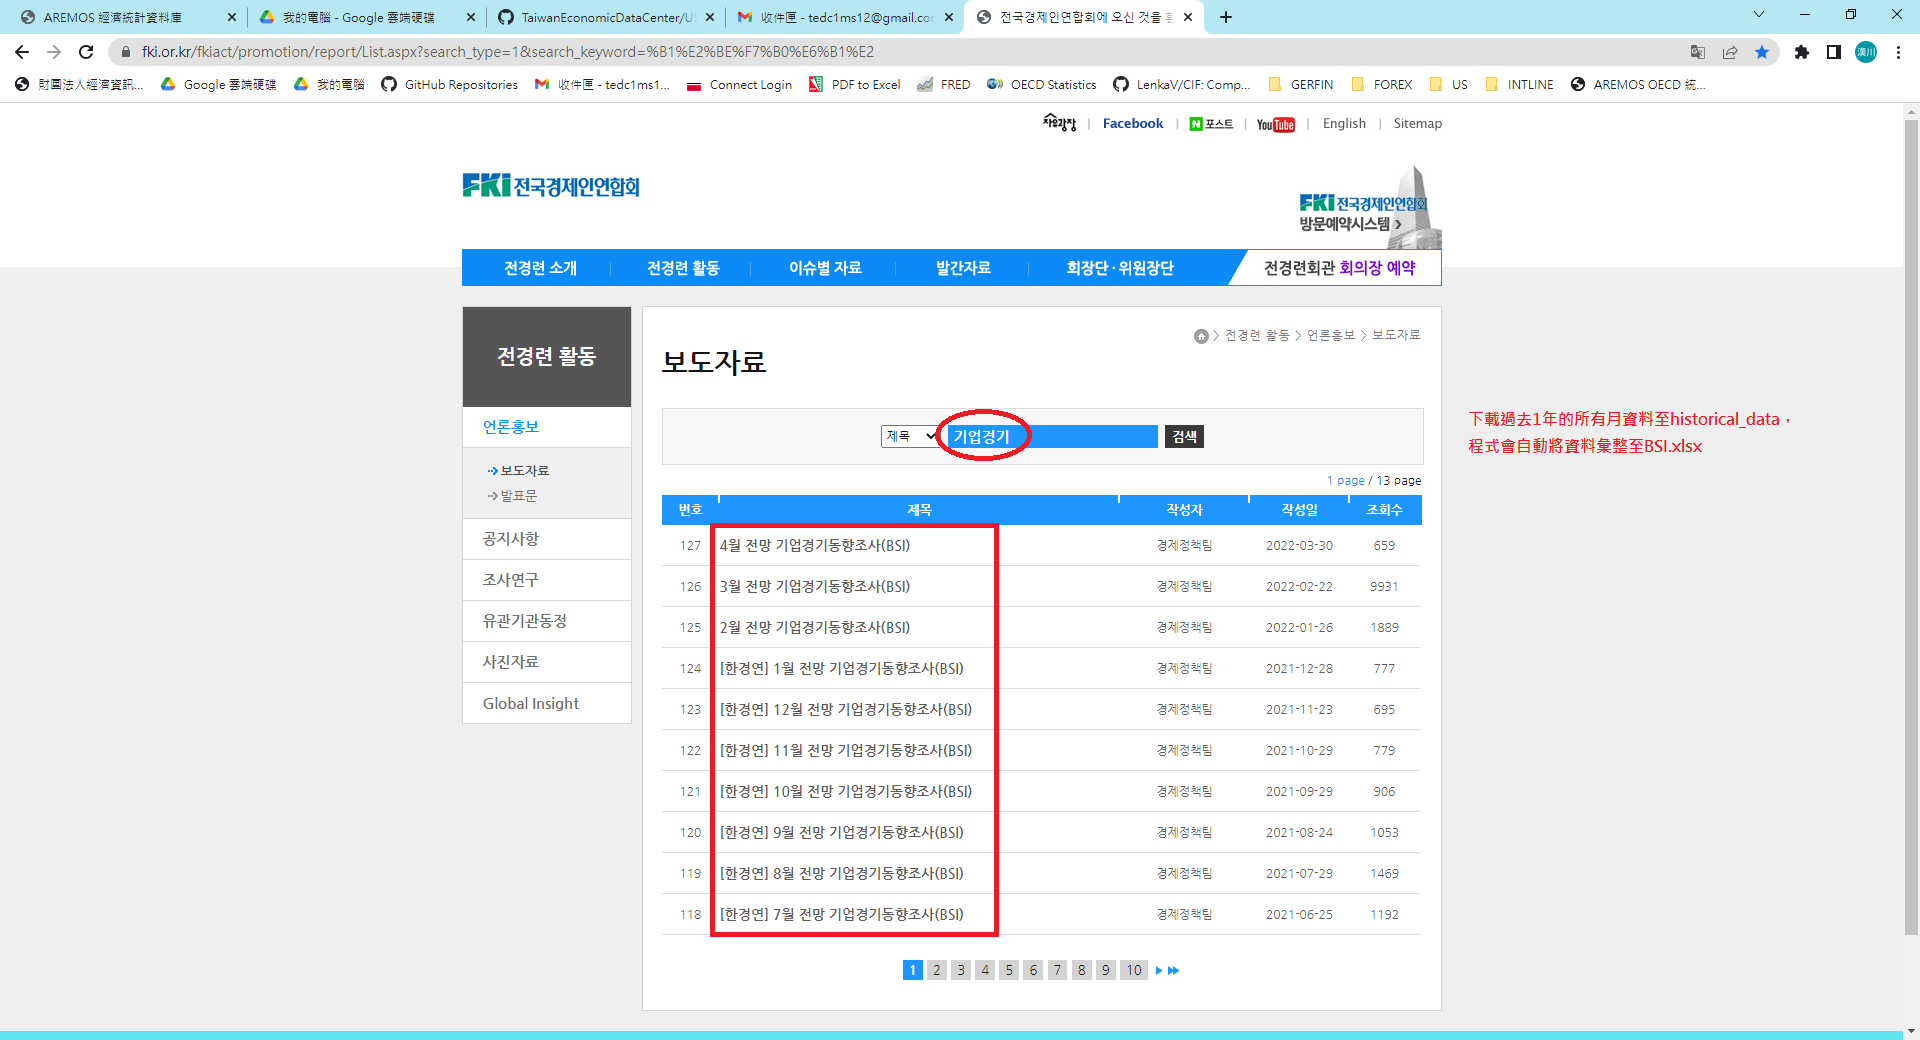 AREMOS 經濟統計資料庫
我的電腦 - Google 雲端硬碟
TaiwanEconomicDataCenter/US
收件匣 - tedc1ms12@gmail.com
전국경제인연합회에 오신 것을 환
fki.or.kr/fkiact/promotion/report/List.aspx?search_type=1&search_keyword=%B1%E2%BE%F7%B0%E6%B1%E2
漢川
財團法人經濟資訊...
Google 雲端硬碟
我的電腦
GitHub Repositories
收件匣 - tedc1ms1...
Connect Login
PDF to Excel
FRED
OECD Statistics
LenkaV/CIF: Comp...
GERFIN
FOREX
US
INTLINE
AREMOS OECD 統...
자유광장 | Facebook | N 포스트 | YouTube | English | Sitemap
FKI 전국경제인연합회
FKI 전국경제인연합회
방문예약시스템 >
전경련 소개
전경련 활동
이슈별 자료
발간자료
회장단 · 위원장단
전경련회관 회의장 예약
전경련 활동
언론홍보
보도자료
발표문
공지사항
조사연구
유관기관동정
사진자료
Global Insight
> 전경련 활동 > 언론홍보 > 보도자료
보도자료
제목 기업경기 검색
下載過去1年的所有月資料至historical_data，
程式會自動將資料彙整至BSI.xlsx
1 page / 13 page
번호 제목 작성자 작성일 조회수
127 4월 전망 기업경기동향조사(BSI) 경제정책팀 2022-03-30 659
126 3월 전망 기업경기동향조사(BSI) 경제정책팀 2022-02-22 9931
125 2월 전망 기업경기동향조사(BSI) 경제정책팀 2022-01-26 1889
124 [한경연] 1월 전망 기업경기동향조사(BSI) 경제정책팀 2021-12-28 777
123 [한경연] 12월 전망 기업경기동향조사(BSI) 경제정책팀 2021-11-23 695
122 [한경연] 11월 전망 기업경기동향조사(BSI) 경제정책팀 2021-10-29 779
121 [한경연] 10월 전망 기업경기동향조사(BSI) 경제정책팀 2021-09-29 906
120 [한경연] 9월 전망 기업경기동향조사(BSI) 경제정책팀 2021-08-24 1053
119 [한경연] 8월 전망 기업경기동향조사(BSI) 경제정책팀 2021-07-29 1469
118 [한경연] 7월 전망 기업경기동향조사(BSI) 경제정책팀 2021-06-25 1192
1 2 3 4 5 6 7 8 9 10